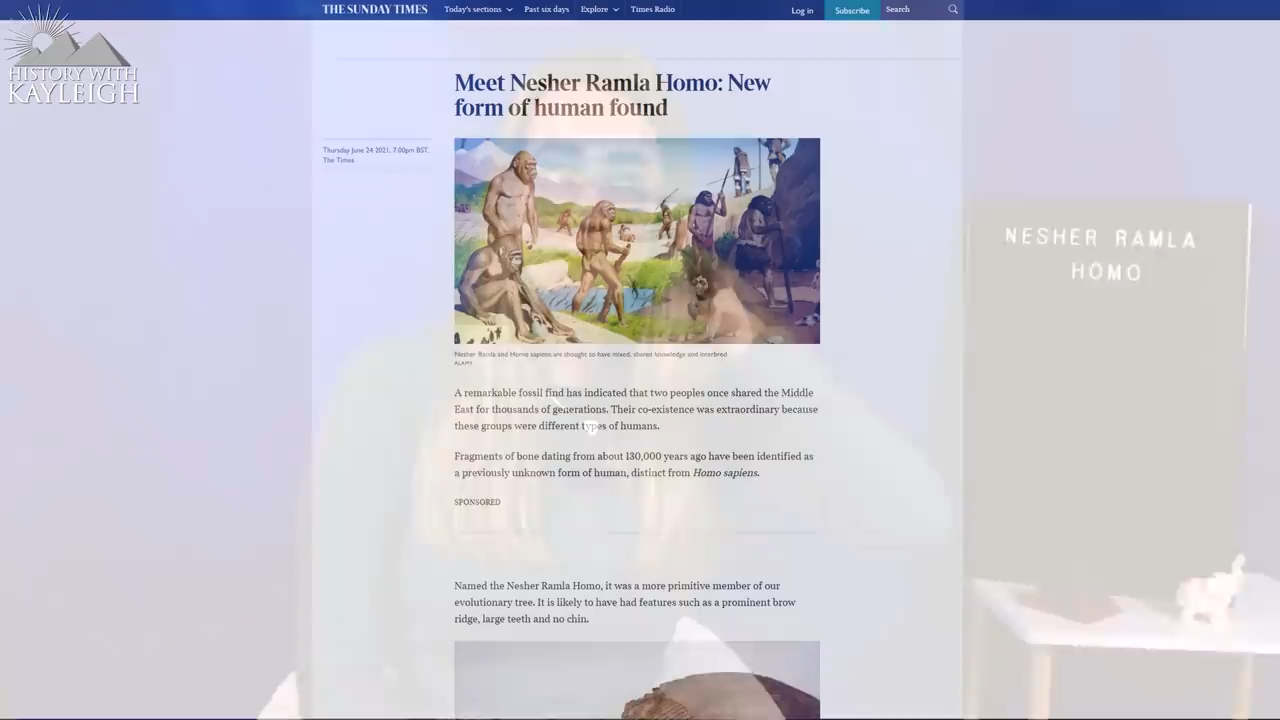 THE SUNDAY TIMES Today's sections Past six days Explore Times Radio Log in Subscribe Search
HISTORY WITH
KAYLEIGH
Meet Nesher Ramla Homo: New
form of human found
Thursday June 24 2021, 7.00pm BST,
The Times
NESHER RAMLA
HOMO
Nesher Ramla and Homo sapiens are thought to have mixed, shared knowledge and interbred
ALAMY
A remarkable fossil find has indicated that two peoples once shared the Middle
East for thousands of generations. Their co-existence was extraordinary because
these groups were different types of humans.
Fragments of bone dating from about 130,000 years ago have been identified as
a previously unknown form of human, distinct from Homo sapiens.
SPONSORED
Named the Nesher Ramla Homo, it was a more primitive member of our
evolutionary tree. It is likely to have had features such as a prominent brow
ridge, large teeth and no chin.